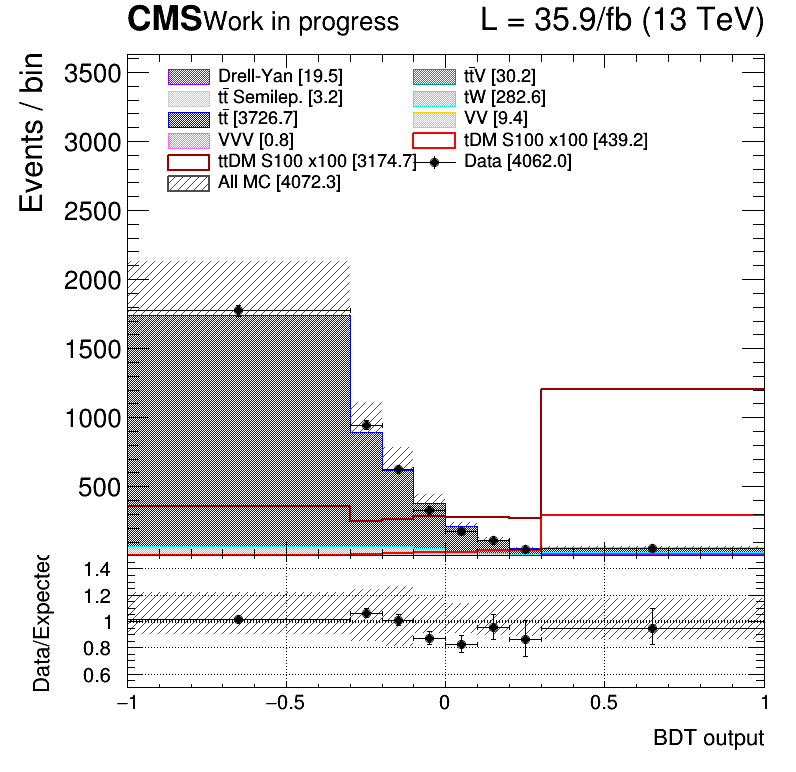 CMS Work in progress L = 35.9/fb (13 TeV)
Events / bin
3500
3000
2500
2000
1500
1000
500
Drell-Yan [19.5]
tt̄V [30.2]
tt̄ Semilep. [3.2]
tW [282.6]
tt̄ [3726.7]
VV [9.4]
VVV [0.8]
tDM S100 x100 [439.2]
ttDM S100 x100 [3174.7]
Data [4062.0]
All MC [4072.3]
Data/Expected
1.4
1.2
1
0.8
0.6
−1 −0.5 0 0.5 1
BDT output